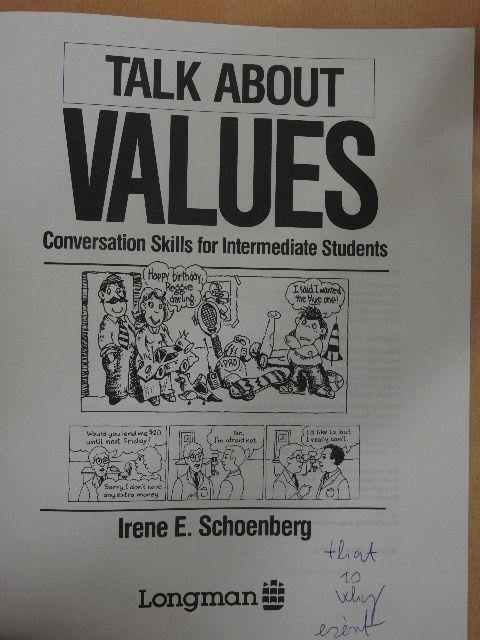 TALK ABOUT
VALUES
Conversation Skills for Intermediate Students
Happy birthday,
Reggie
darling.
I said I wanted
the blue one!
PRO
Would you lend me $20
until next Friday?
Sorry, I don't have
any extra money.
No,
I'm afraid not.
I'd like to, but
I really can't.
Irene E. Schoenberg
Longman
that
is
why